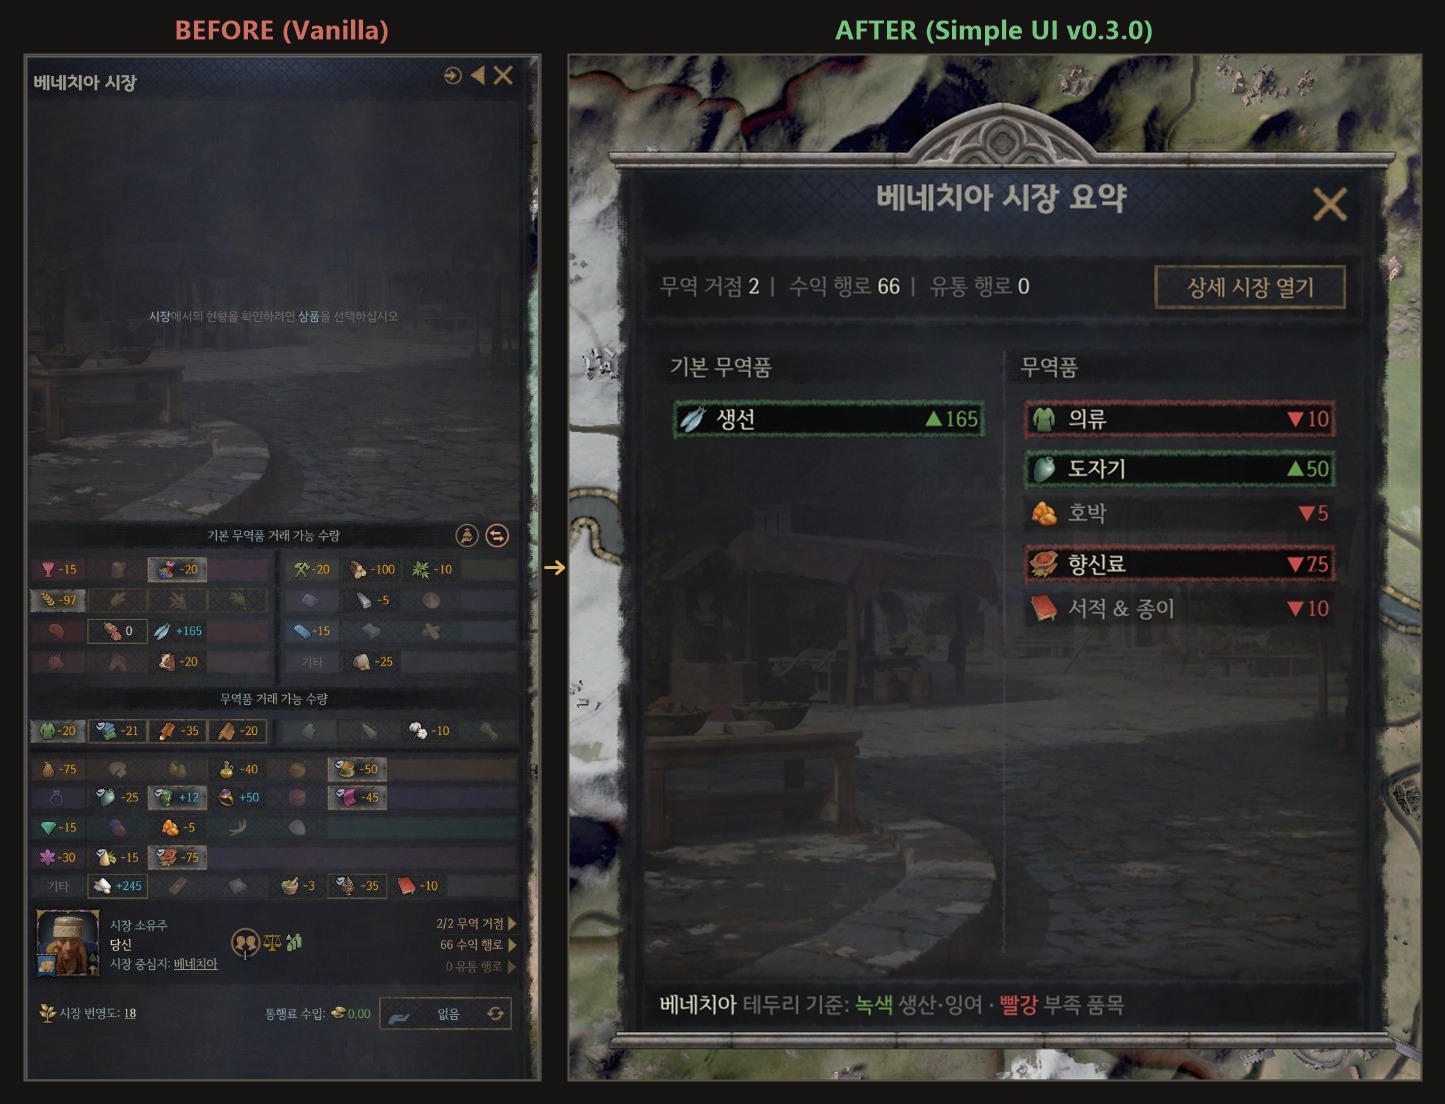 BEFORE (Vanilla)
AFTER (Simple UI v0.3.0)
베네치아 시장
시장에서의 현황을 확인하려면 상품을 선택하십시오
기본 무역품 거래 가능 수량
-15 -20 -20 -100 -10
-97 -5
0 +165 -15
-20 기타 -25
무역품 거래 가능 수량
-20 -21 -35 -20 -10
-75 -40 -50
-25 +12 +50 -45
-15 -5
-30 -15 -75
기타 +245 -3 -35 -10
시장 소유주
당신
시장 중심지: 베네치아
2/2 무역 거점
66 수익 행로
0 유통 행로
시장 번영도: 18
통행료 수입: 0.00
없음
베네치아 시장 요약
무역 거점 2 | 수익 행로 66 | 유통 행로 0
상세 시장 열기
기본 무역품
생선 ▲165
무역품
의류 ▼10
도자기 ▲50
호박 ▼5
향신료 ▼75
서적 & 종이 ▼10
베네치아 테두리 기준: 녹색 생산·잉여 · 빨강 부족 품목